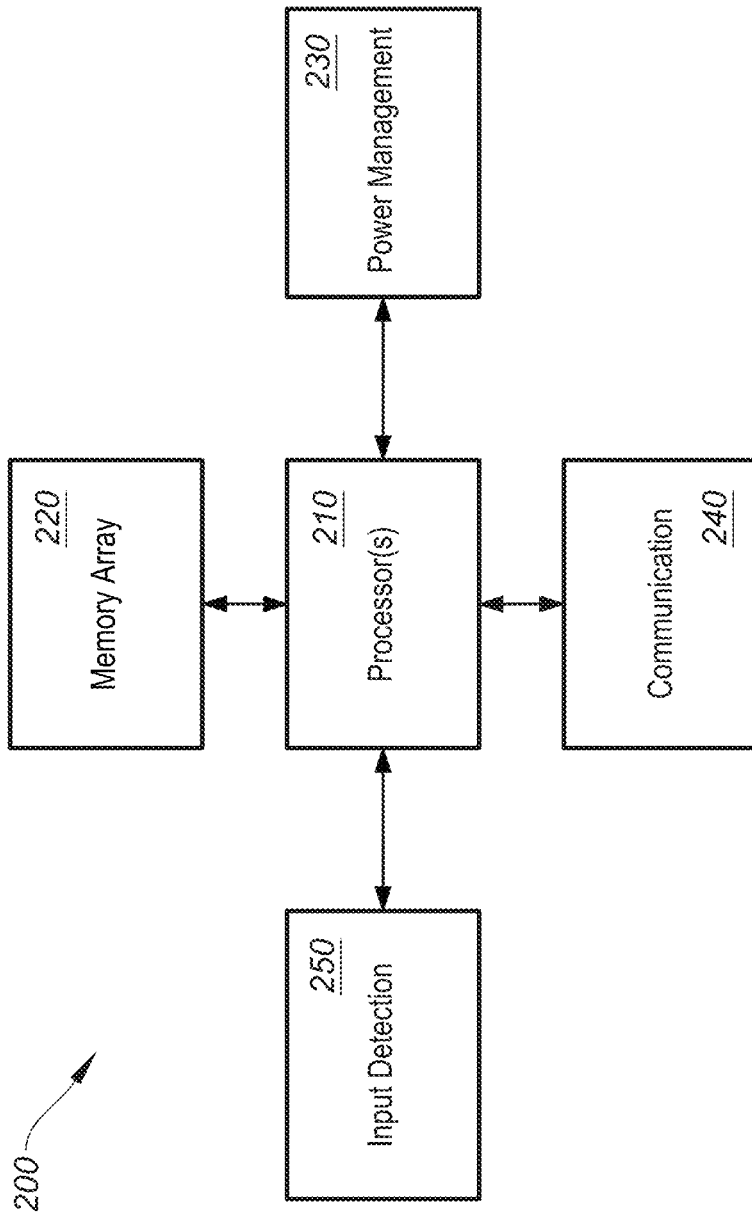 200
220
Memory Array
250
Input Detection
210
Processor(s)
230
Power Management
Communication
240